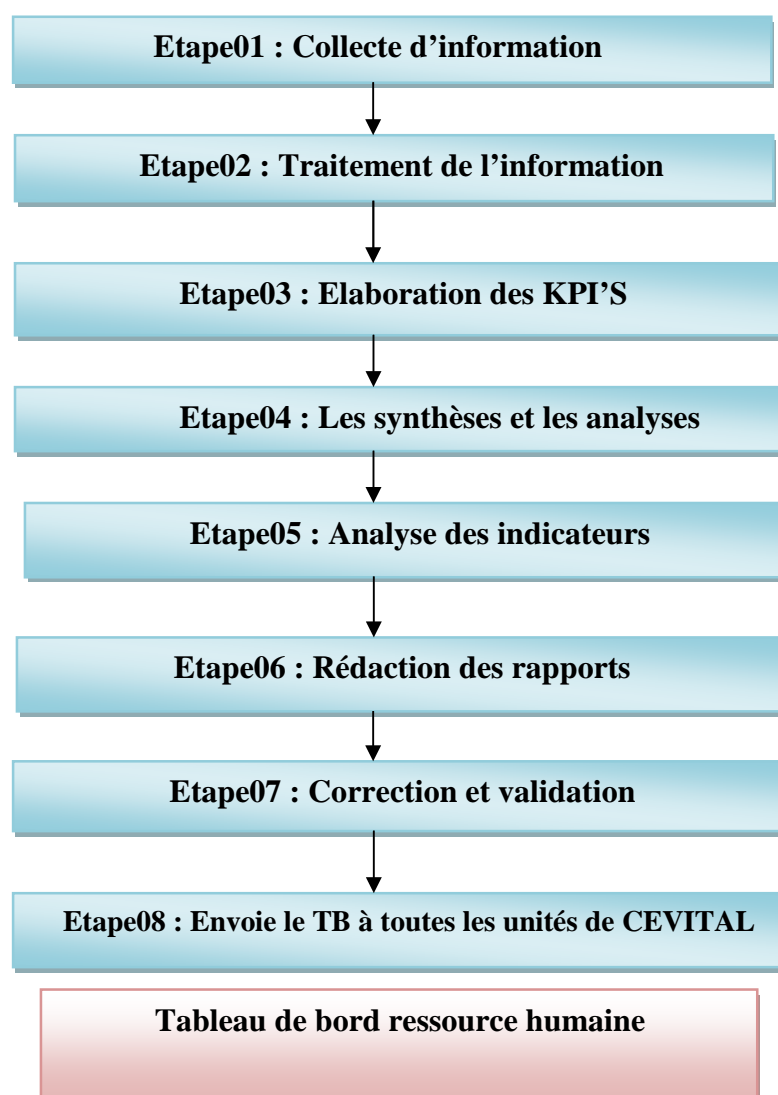 Etape01 : Collecte d’information
Etape02 : Traitement de l’information
Etape03 : Elaboration des KPI’S
Etape04 : Les synthèses et les analyses
Etape05 : Analyse des indicateurs
Etape06 : Rédaction des rapports
Etape07 : Correction et validation
Etape08 : Envoie le TB à toutes les unités de CEVITAL
Tableau de bord ressource humaine